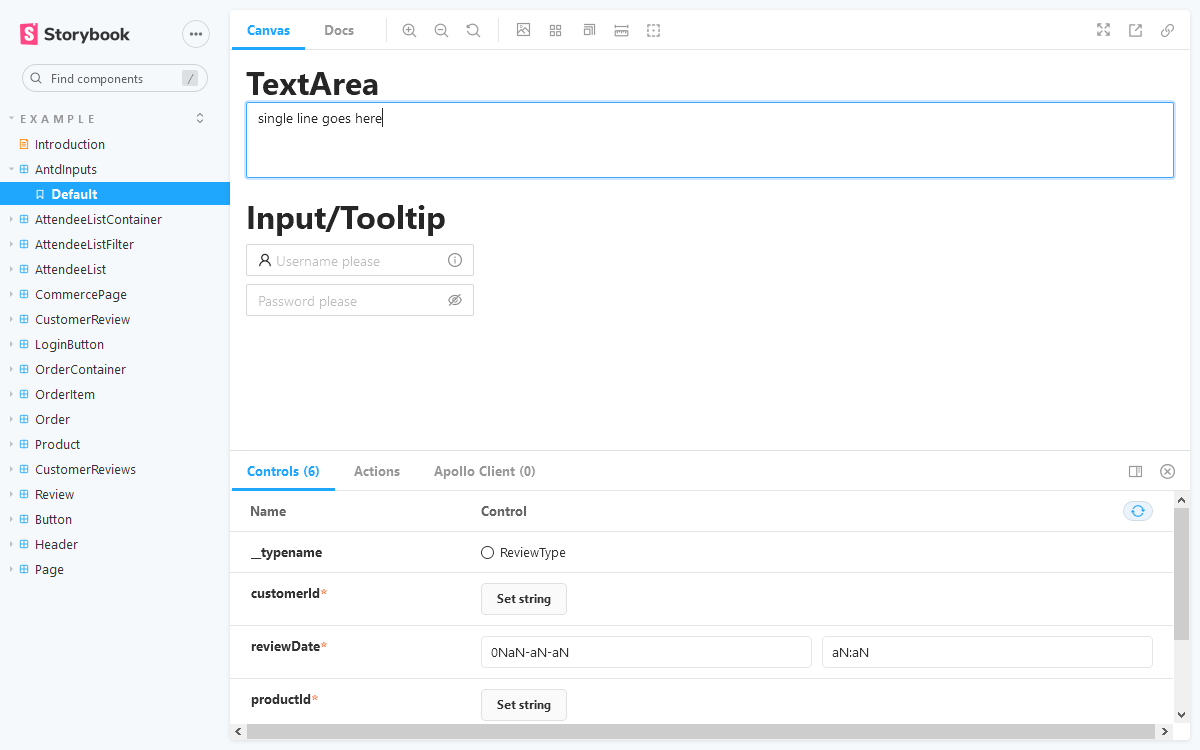 Storybook
Find components /
EXAMPLE
Introduction
AntdInputs
Default
AttendeeListContainer
AttendeeListFilter
AttendeeList
CommercePage
CustomerReview
LoginButton
OrderContainer
OrderItem
Order
Product
CustomerReviews
Review
Button
Header
Page
Canvas Docs
TextArea
single line goes here
Input/Tooltip
Username please
Password please
Controls (6) Actions Apollo Client (0)
Name Control
__typename ReviewType
customerId* Set string
reviewDate* 0NaN-aN-aN aN:aN
productId* Set string